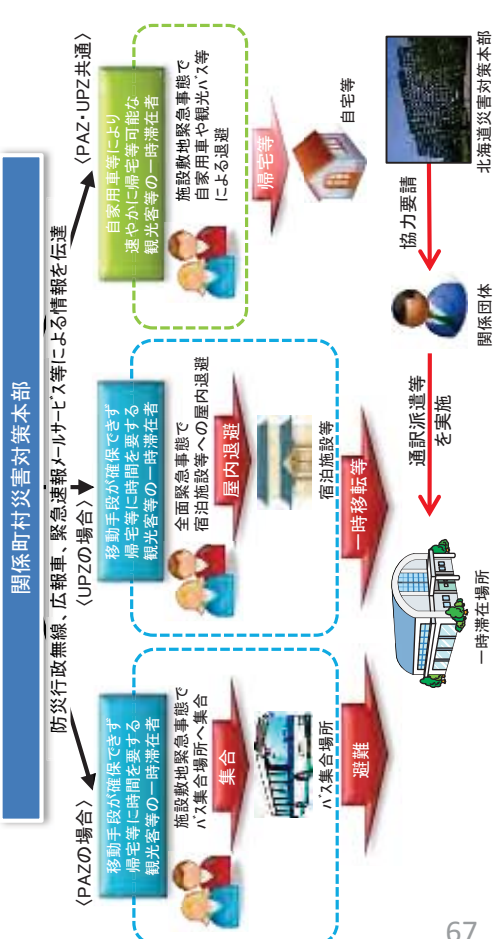 関係町村災害対策本部
防災行政無線、広報車、緊急速報メールサービス等による情報を伝達
〈PAZの場合〉
移動手段が確保できず
帰宅等に時間を要する
観光客等の一時滞在者
施設敷地緊急事態で
バス集合場所へ集合
集合
バス集合場所
避難
〈UPZの場合〉
移動手段が確保できず
帰宅等に時間を要する
観光客等の一時滞在者
全面緊急事態で
宿泊施設等への屋内退避
屋内退避
宿泊施設等
一時移転等
〈PAZ・UPZ共通〉
自家用車等により
速やかに帰宅等可能な
観光客等の一時滞在者
施設敷地緊急事態で
自家用車や観光バス等
による退避
帰宅等
自宅等
一時滞在場所
通訳派遣等
を実施
関係団体
協力要請
北海道災害対策本部
67